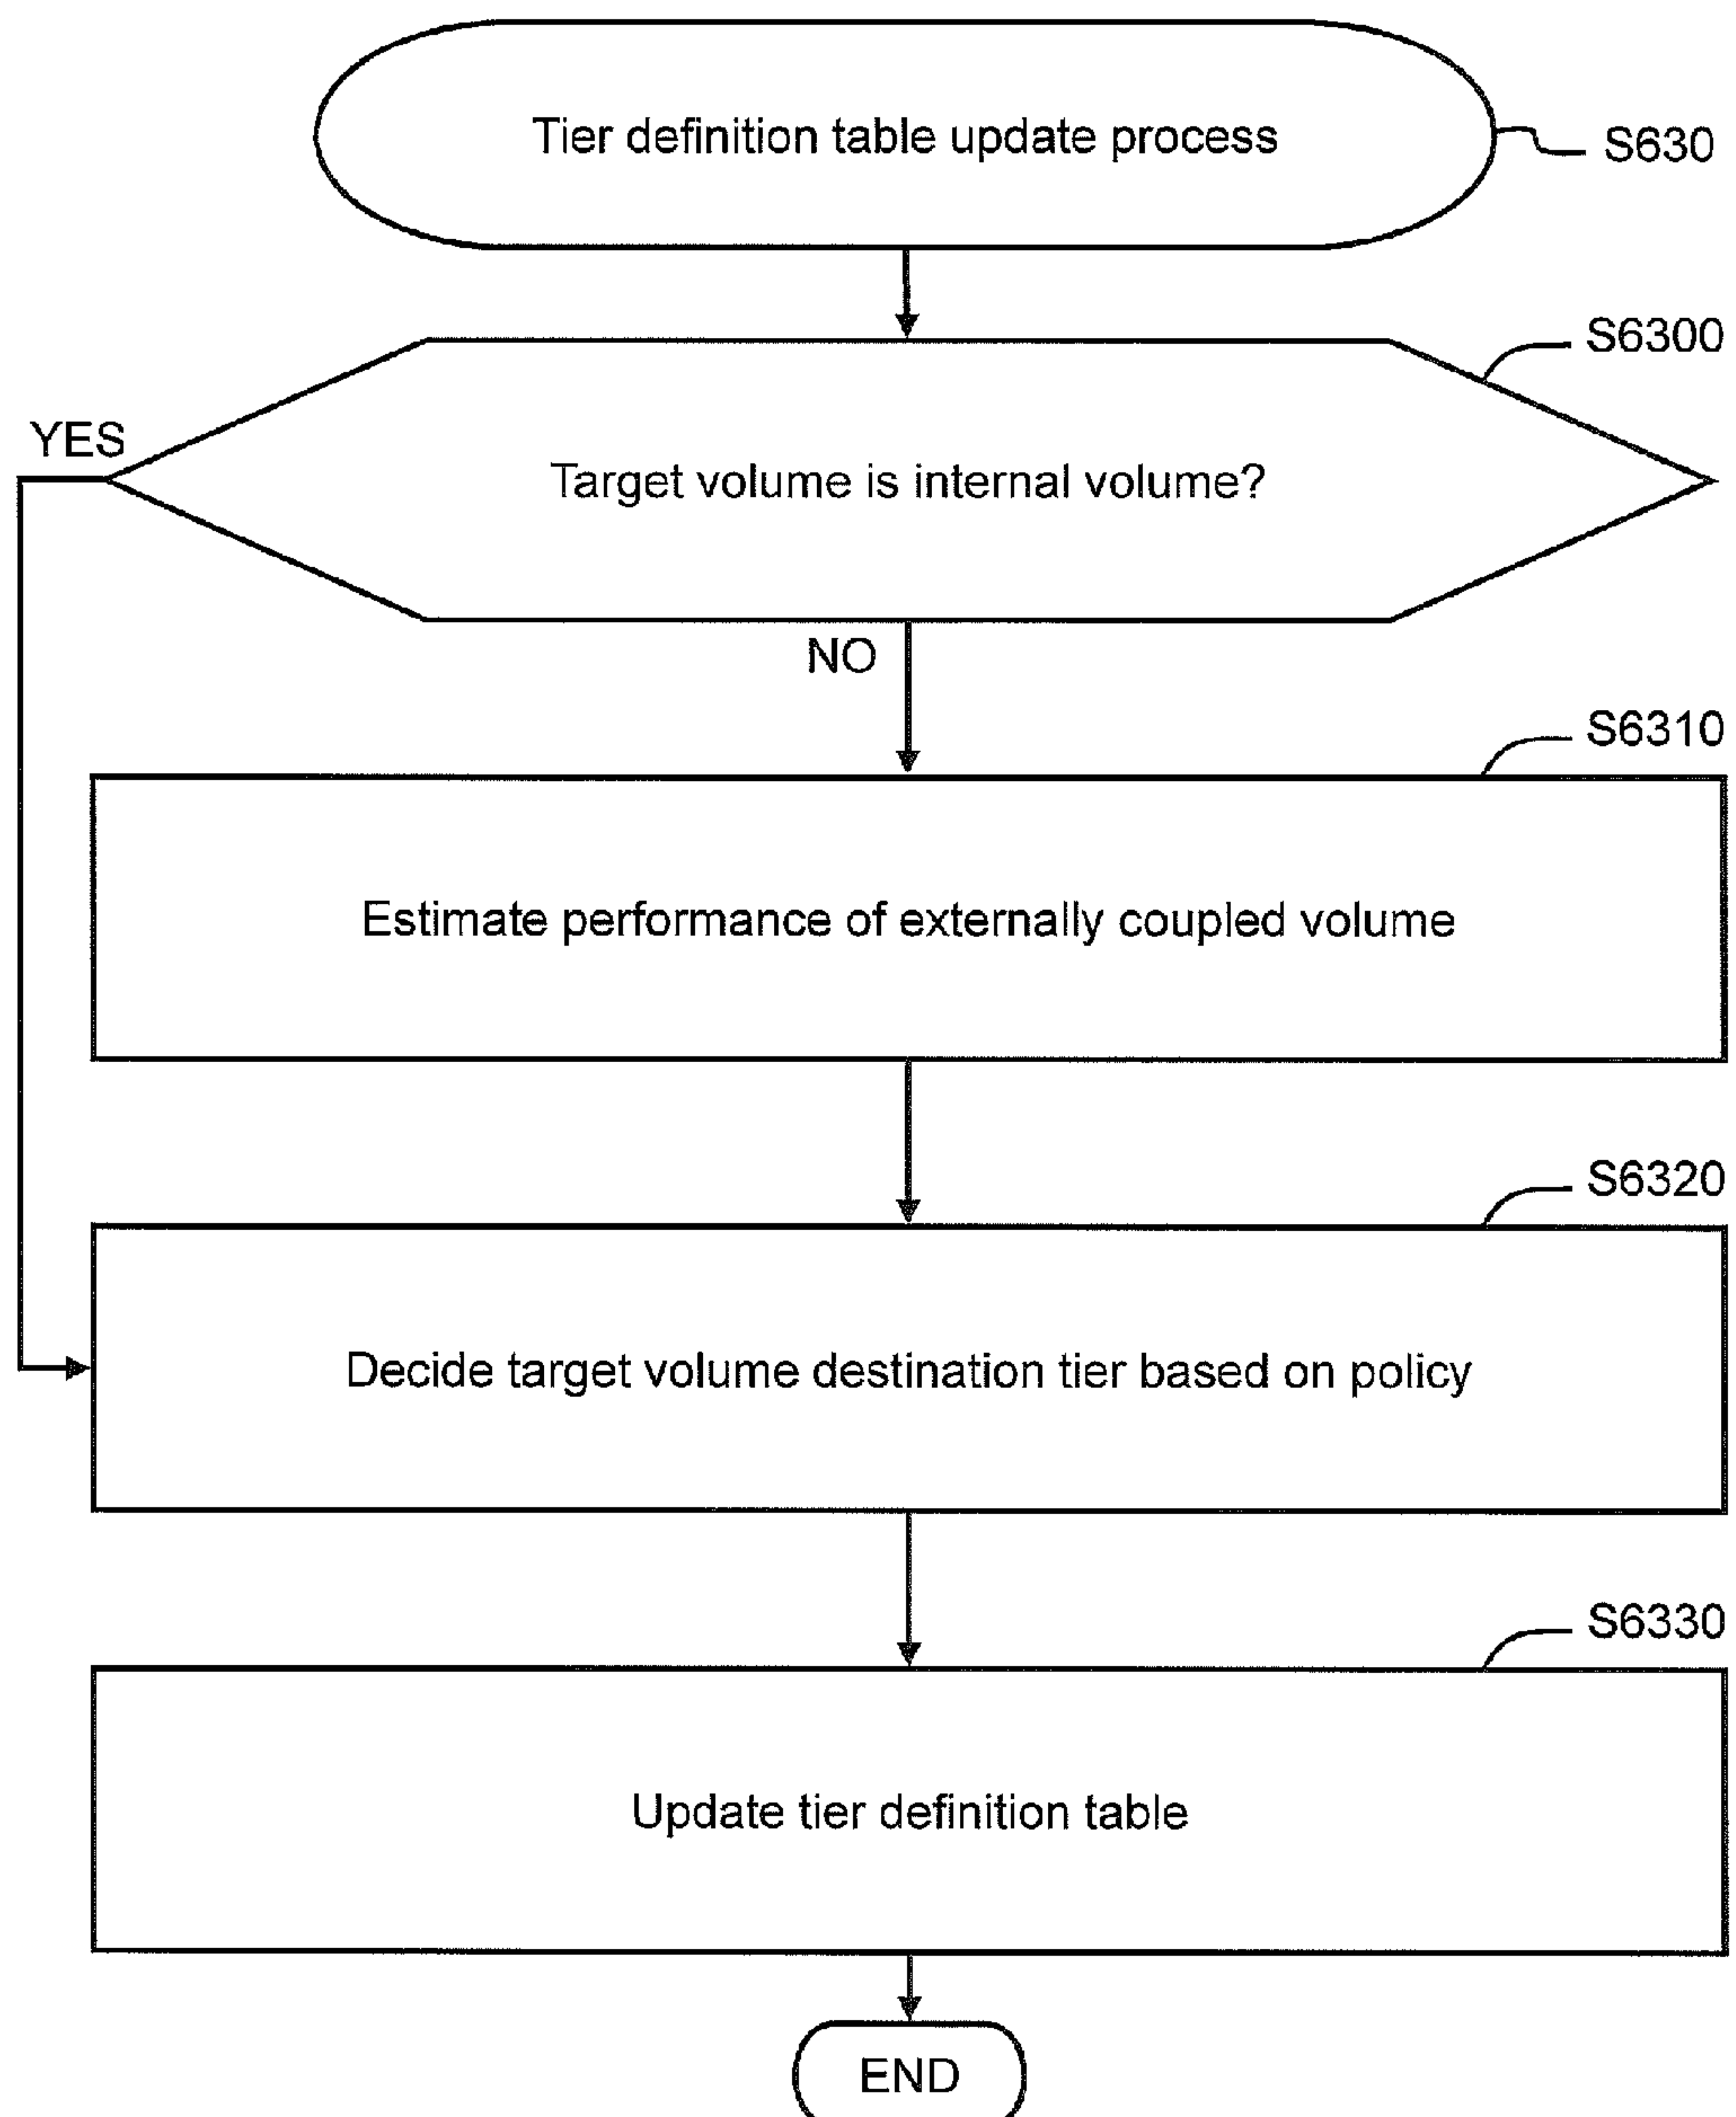 Tier definition table update process
S630
S6300
YES
Target volume is internal volume?
NO
S6310
Estimate performance of externally coupled volume
S6320
Decide target volume destination tier based on policy
S6330
Update tier definition table
END